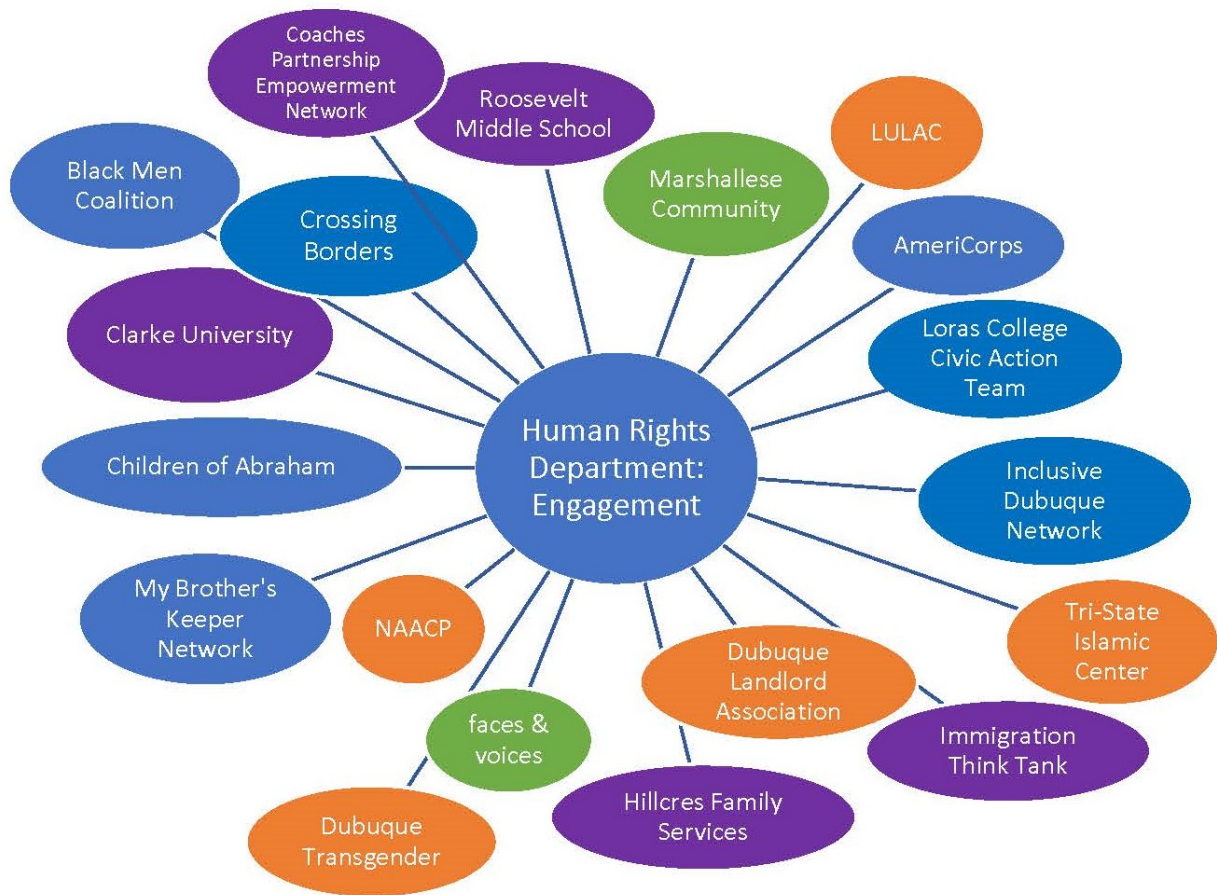 Coaches
Partnership
Empowerment
Network
Roosevelt
Middle School
LULAC
Marshallese
Community
Black Men
Coalition
Crossing
Borders
AmeriCorps
Clarke University
Loras College
Civic Action
Team
Human Rights
Department:
Engagement
Children of Abraham
Inclusive
Dubuque
Network
My Brother's
Keeper
Network
NAACP
Tri-State
Islamic
Center
Dubuque
Landlord
Association
faces &
voices
Immigration
Think Tank
Hillcres Family
Services
Dubuque
Transgender